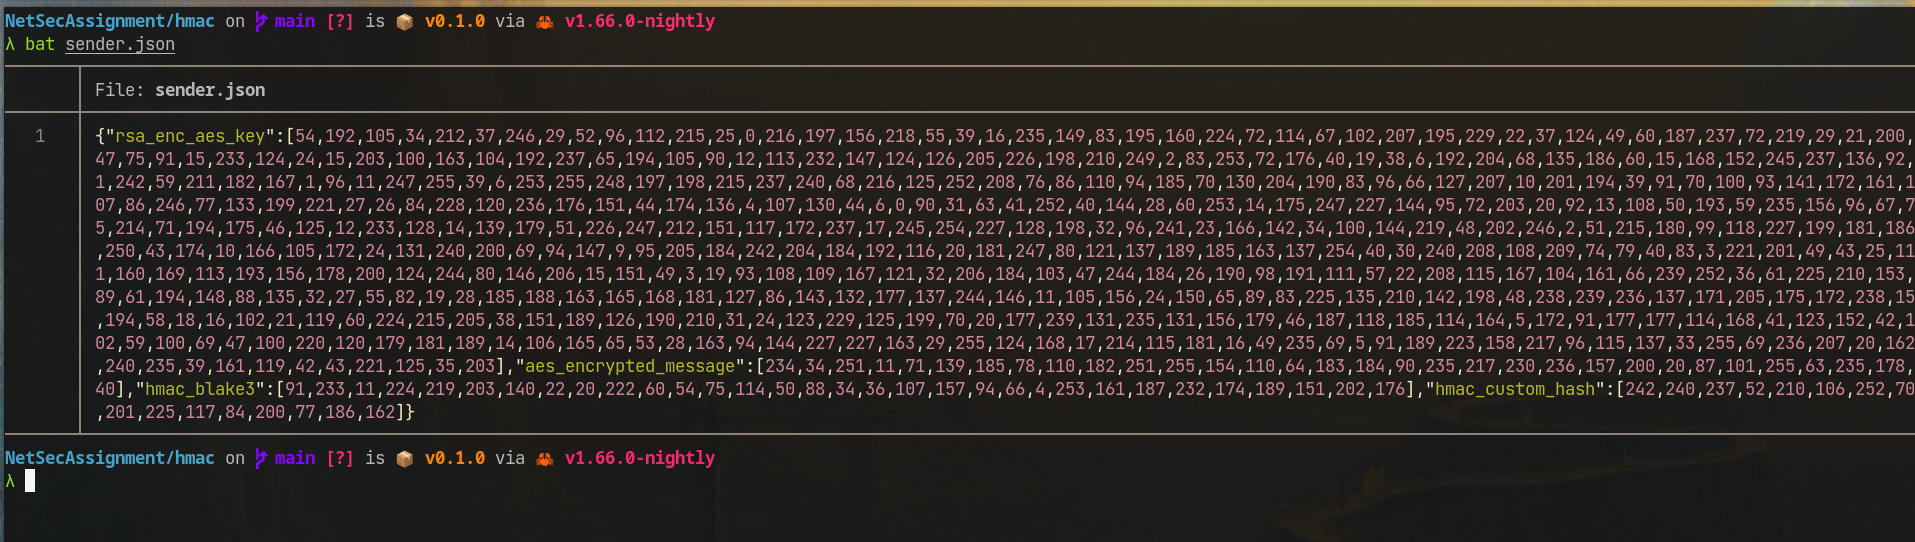 NetSecAssignment/hmac on main [?] is 📦 v0.1.0 via 🦀 v1.66.0-nightly
λ bat sender.json
File: sender.json
1 {"rsa_enc_aes_key":[54,192,105,34,212,37,246,29,52,96,112,215,25,0,216,197,156,218,55,39,16,235,149,83,195,160,224,72,114,67,102,207,195,229,22,37,124,49,60,187,237,72,219,29,21,200,
47,75,91,15,233,124,24,15,203,100,163,104,192,237,65,194,105,90,12,113,232,147,124,126,205,226,198,210,249,2,83,253,72,176,40,19,38,6,192,204,68,135,186,60,15,168,152,245,237,136,92,
1,242,59,211,182,167,1,96,11,247,255,39,6,253,255,248,197,198,215,237,240,68,216,125,252,208,76,86,110,94,185,70,130,204,190,83,96,66,127,207,10,201,194,39,91,70,100,93,141,172,161,1
07,86,246,77,133,199,221,27,26,84,228,120,236,176,151,44,174,136,4,107,130,44,6,0,90,31,63,41,252,40,144,28,60,253,14,175,247,227,144,95,72,203,20,92,13,108,50,193,59,235,156,96,67,7
5,214,71,194,175,46,125,12,233,128,14,139,179,51,226,247,212,151,117,172,237,17,245,254,227,128,198,32,96,241,23,166,142,34,100,144,219,48,202,246,2,51,215,180,99,118,227,199,181,186
,250,43,174,10,166,105,172,24,131,240,200,69,94,147,9,95,205,184,242,204,184,192,116,20,181,247,80,121,137,189,185,163,137,254,40,30,240,208,108,209,74,79,40,83,3,221,201,49,43,25,11
1,160,169,113,193,156,178,200,124,244,80,146,206,15,151,49,3,19,93,108,109,167,121,32,206,184,103,47,244,184,26,190,98,191,111,57,22,208,115,167,104,161,66,239,252,36,61,225,210,153,
89,61,194,148,88,135,32,27,55,82,19,28,185,188,163,165,168,181,127,86,143,132,177,137,244,146,11,105,156,24,150,65,89,83,225,135,210,142,198,48,238,239,236,137,171,205,175,172,238,15
,194,58,18,16,102,21,119,60,224,215,205,38,151,189,126,190,210,31,24,123,229,125,199,70,20,177,239,131,235,131,156,179,46,187,118,185,114,164,5,172,91,177,177,114,168,41,123,152,42,1
02,59,100,69,47,100,220,120,179,181,189,14,106,165,65,53,28,163,94,144,227,227,163,29,255,124,168,17,214,115,181,16,49,235,69,5,91,189,223,158,217,96,115,137,33,255,69,236,207,20,162
,240,235,39,161,119,42,43,221,125,35,203],"aes_encrypted_message":[234,34,251,11,71,139,185,78,110,182,251,255,154,110,64,183,184,90,235,217,230,236,157,200,20,87,101,255,63,235,178,
40],"hmac_blake3":[91,233,11,224,219,203,140,22,20,222,60,54,75,114,50,88,34,36,107,157,94,66,4,253,161,187,232,174,189,151,202,176],"hmac_custom_hash":[242,240,237,52,210,106,252,70
,201,225,117,84,200,77,186,162]}
NetSecAssignment/hmac on main [?] is 📦 v0.1.0 via 🦀 v1.66.0-nightly
λ